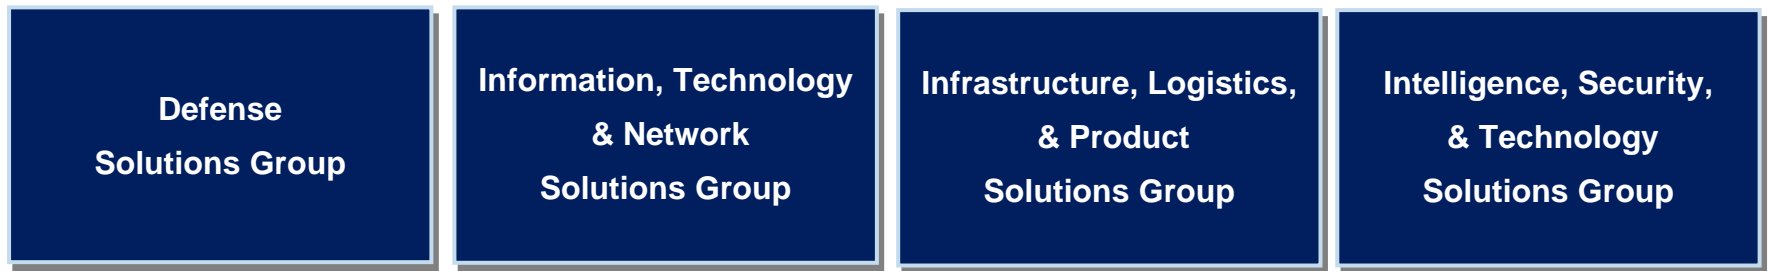 Defense
Solutions Group
Information, Technology
& Network
Solutions Group
Infrastructure, Logistics,
& Product
Solutions Group
Intelligence, Security,
& Technology
Solutions Group